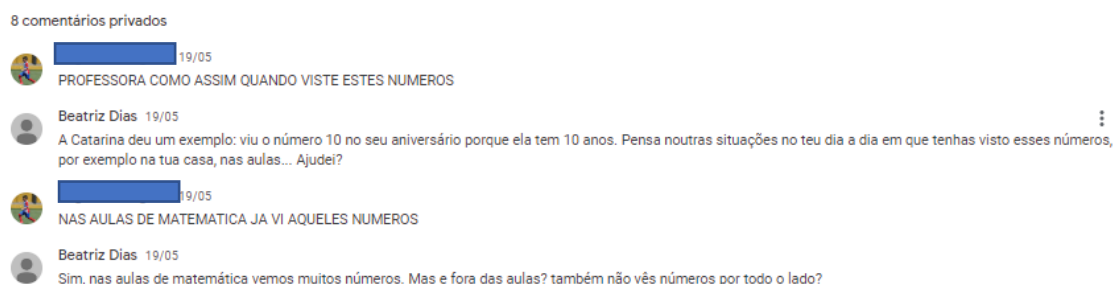 8 comentários privados
19/05
PROFESSORA COMO ASSIM QUANDO VISTE ESTES NUMEROS
Beatriz Dias 19/05
A Catarina deu um exemplo: viu o número 10 no seu aniversário porque ela tem 10 anos. Pensa noutras situações no teu dia a dia em que tenhas visto esses números,
por exemplo na tua casa, nas aulas... Ajudei?
19/05
NAS AULAS DE MATEMATICA JA VI AQUELES NUMEROS
Beatriz Dias 19/05
Sim, nas aulas de matemática vemos muitos números. Mas e fora das aulas? também não vês números por todo o lado?